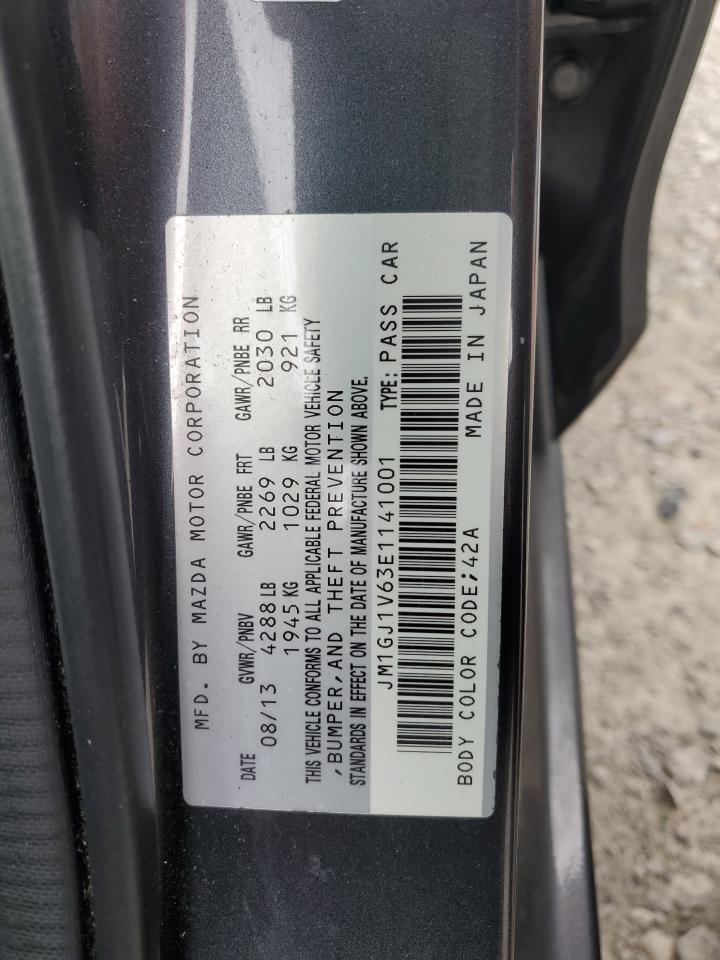 MFD. BY MAZDA MOTOR CORPORATION
DATE GVWR/PNBV GAWR/PNBE FRT GAWR/PNBE RR
08/13 4288 LB 2269 LB 2030 LB
1945 KG 1029 KG 921 KG
THIS VEHICLE CONFORMS TO ALL APPLICABLE FEDERAL MOTOR VEHICLE SAFETY
,BUMPER,AND THEFT PREVENTION
STANDARDS IN EFFECT ON THE DATE OF MANUFACTURE SHOWN ABOVE.
JM1GJ1V63E1141001 TYPE: PASS CAR
BODY COLOR CODE;42A MADE IN JAPAN